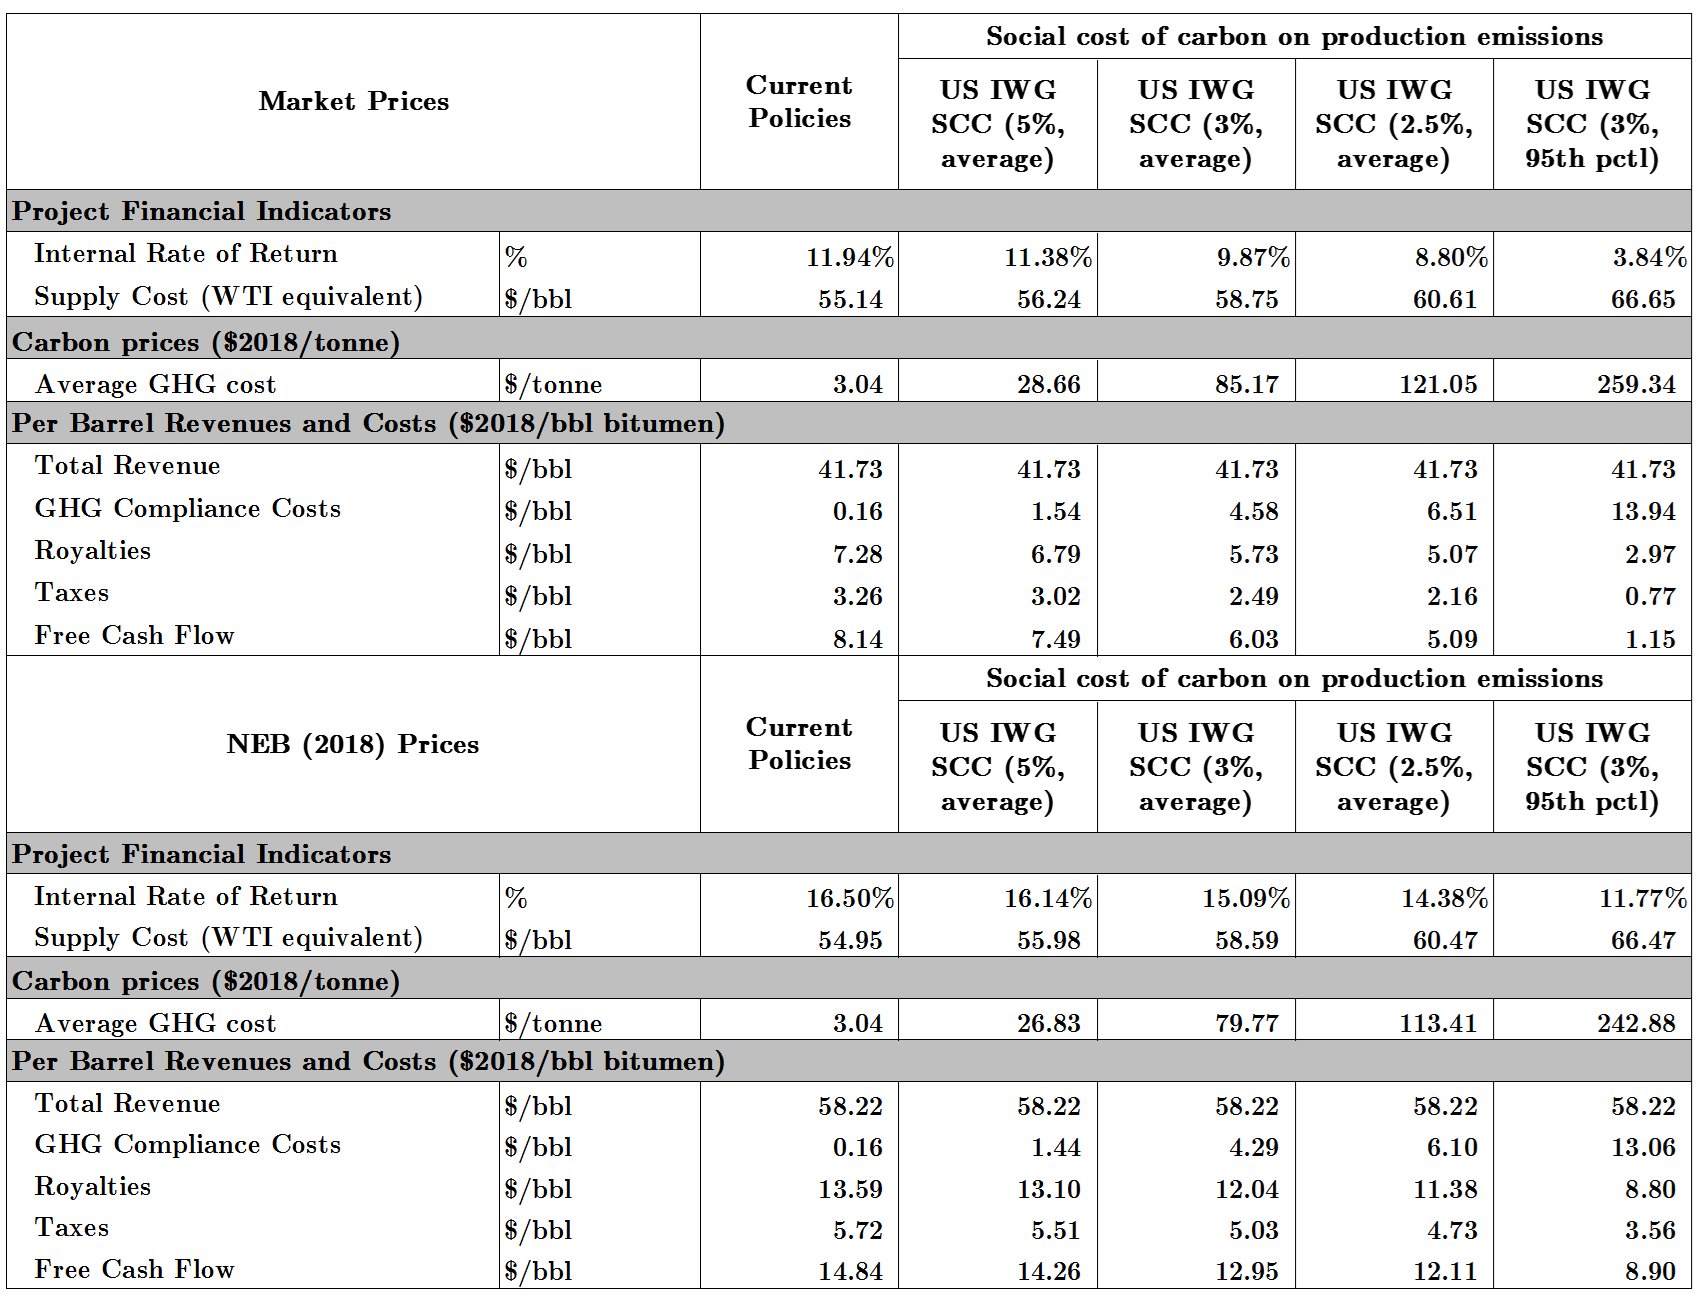 Social cost of carbon on production emissions
Market Prices
Current
Policies
US IWG
SCC (5%,
average)
US IWG
SCC (3%,
average)
US IWG
SCC (2.5%,
average)
US IWG
SCC (3%,
95th pctl)
Project Financial Indicators
Internal Rate of Return % 11.94% 11.38% 9.87% 8.80% 3.84%
Supply Cost (WTI equivalent) $/bbl 55.14 56.24 58.75 60.61 66.65
Carbon prices ($2018/tonne)
Average GHG cost $/tonne 3.04 28.66 85.17 121.05 259.34
Per Barrel Revenues and Costs ($2018/bbl bitumen)
Total Revenue $/bbl 41.73 41.73 41.73 41.73 41.73
GHG Compliance Costs $/bbl 0.16 1.54 4.58 6.51 13.94
Royalties $/bbl 7.28 6.79 5.73 5.07 2.97
Taxes $/bbl 3.26 3.02 2.49 2.16 0.77
Free Cash Flow $/bbl 8.14 7.49 6.03 5.09 1.15
Social cost of carbon on production emissions
NEB (2018) Prices
Current
Policies
US IWG
SCC (5%,
average)
US IWG
SCC (3%,
average)
US IWG
SCC (2.5%,
average)
US IWG
SCC (3%,
95th pctl)
Project Financial Indicators
Internal Rate of Return % 16.50% 16.14% 15.09% 14.38% 11.77%
Supply Cost (WTI equivalent) $/bbl 54.95 55.98 58.59 60.47 66.47
Carbon prices ($2018/tonne)
Average GHG cost $/tonne 3.04 26.83 79.77 113.41 242.88
Per Barrel Revenues and Costs ($2018/bbl bitumen)
Total Revenue $/bbl 58.22 58.22 58.22 58.22 58.22
GHG Compliance Costs $/bbl 0.16 1.44 4.29 6.10 13.06
Royalties $/bbl 13.59 13.10 12.04 11.38 8.80
Taxes $/bbl 5.72 5.51 5.03 4.73 3.56
Free Cash Flow $/bbl 14.84 14.26 12.95 12.11 8.90